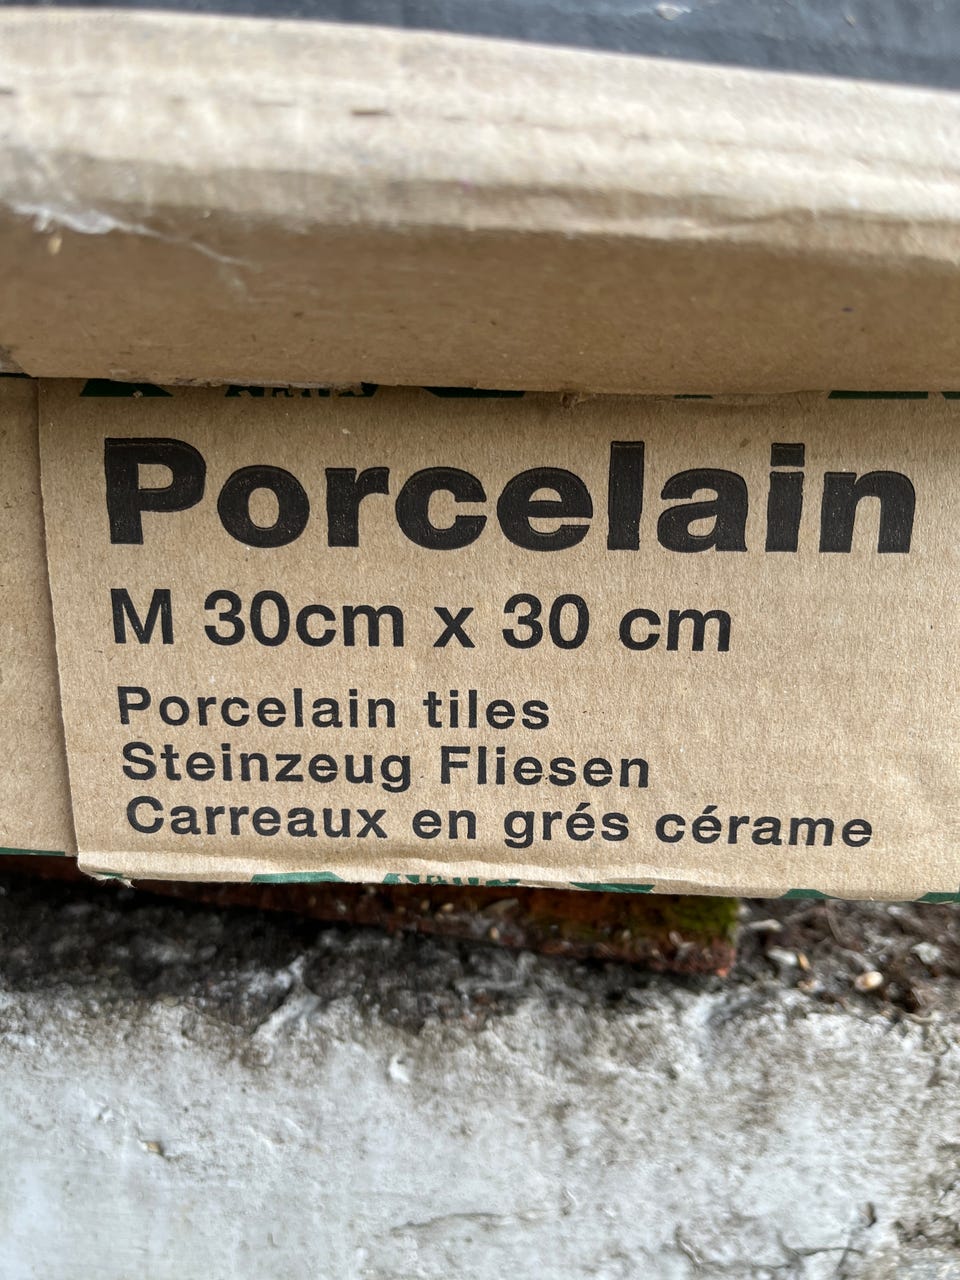 Porcelain
M 30cm x 30 cm
Porcelain tiles
Steinzeug Fliesen
Carreaux en grés cérame